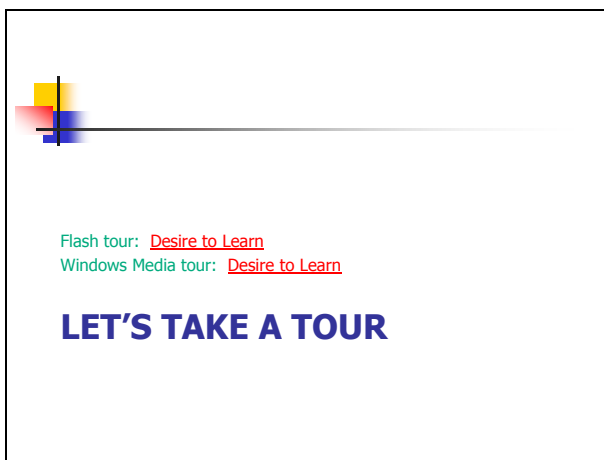 Flash tour: Desire to Learn
Windows Media tour: Desire to Learn
LET’S TAKE A TOUR